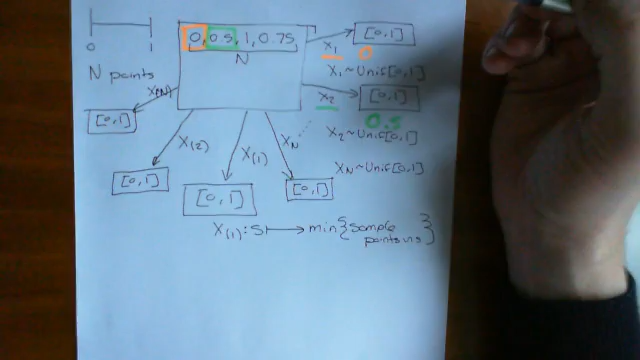 0 1
N points
0, 0.5, 1, 0.75
N
X1 0
[0,1]
X1 ~ Unif[0,1]
X2
[0,1]
0.5
X2 ~ Unif[0,1]
XN ~ Unif[0,1]
X(N)
[0,1]
X(2)
[0,1]
X(1)
[0,1]
XN
[0,1]
X(1): s ↦ min{sample
points in s}